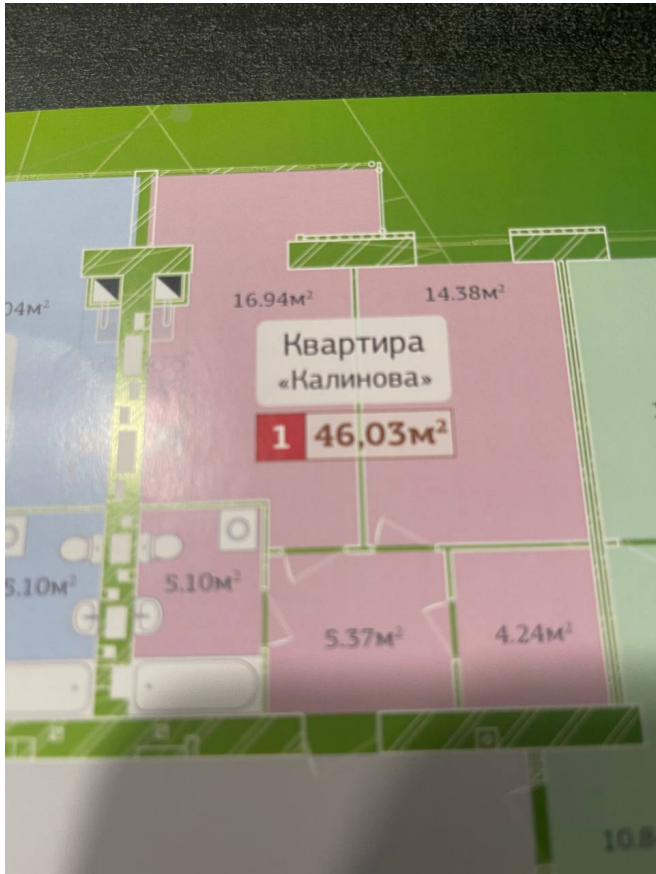 16.94м²
14.38м²
Квартира
«Калинова»
1 46,03м²
5.10м²
5.10м²
5.37м²
4.24м²